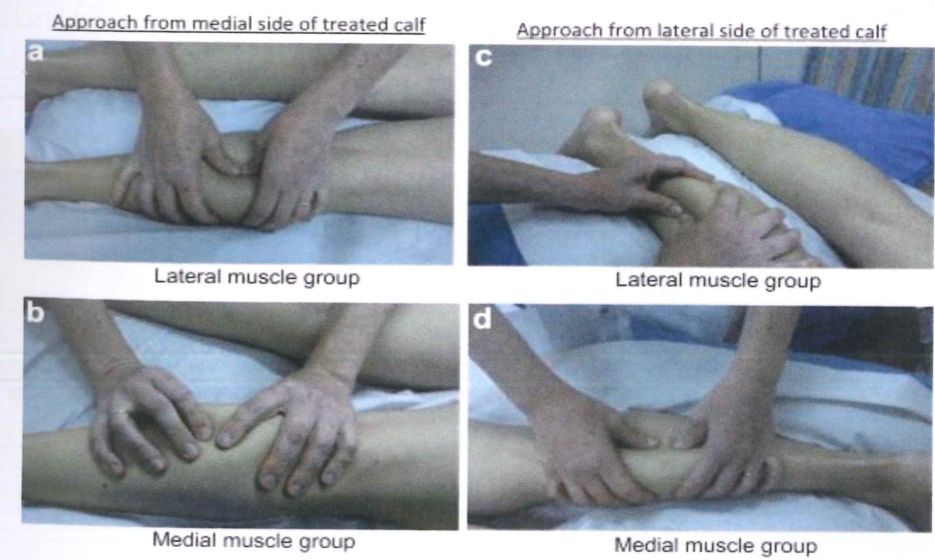 Approach from medial side of treated calf
Approach from lateral side of treated calf
a
c
Lateral muscle group
Lateral muscle group
b
d
Medial muscle group
Medial muscle group